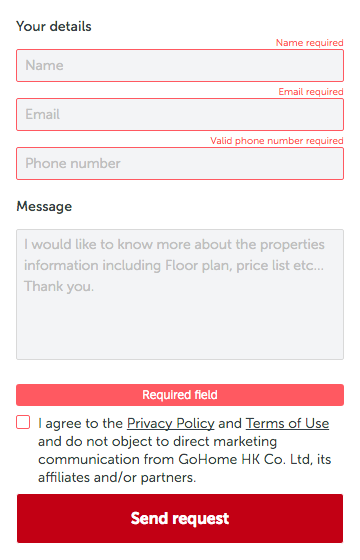 Your details
Name required
Name
Email required
Email
Valid phone number required
Phone number
Message
I would like to know more about the properties
information including Floor plan, price list etc...
Thank you.
Required field
I agree to the Privacy Policy and Terms of Use
and do not object to direct marketing
communication from GoHome HK Co. Ltd, its
affiliates and/or partners.
Send request